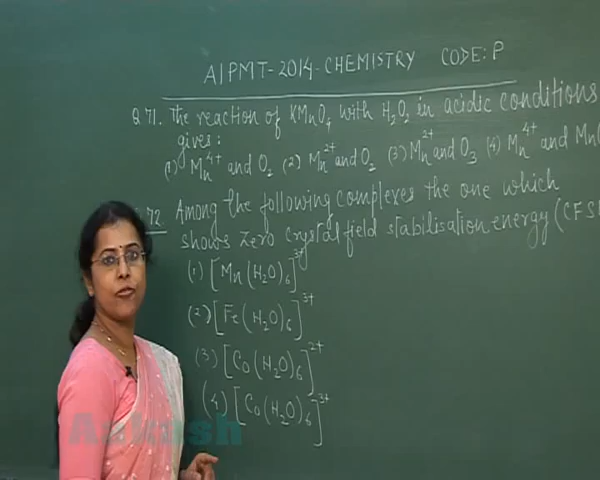 AIPMT-2014-CHEMISTRY CODE: P
Q 71. The reaction of KMnO₄ with H₂O₂ in acidic conditions
gives:
(1) Mn⁴⁺ and O₂ (2) Mn²⁺ and O₂ (3) Mn²⁺ and O₃ (4) Mn⁴⁺ and Mn
72 Among the following complexes the one which
shows zero crystal field stabilisation energy (CFS
(1) [Mn(H₂O)₆]³⁺
(2) [Fe(H₂O)₆]³⁺
(3) [Co(H₂O)₆]²⁺
(4) [Co(H₂O)₆]³⁺
Aakash